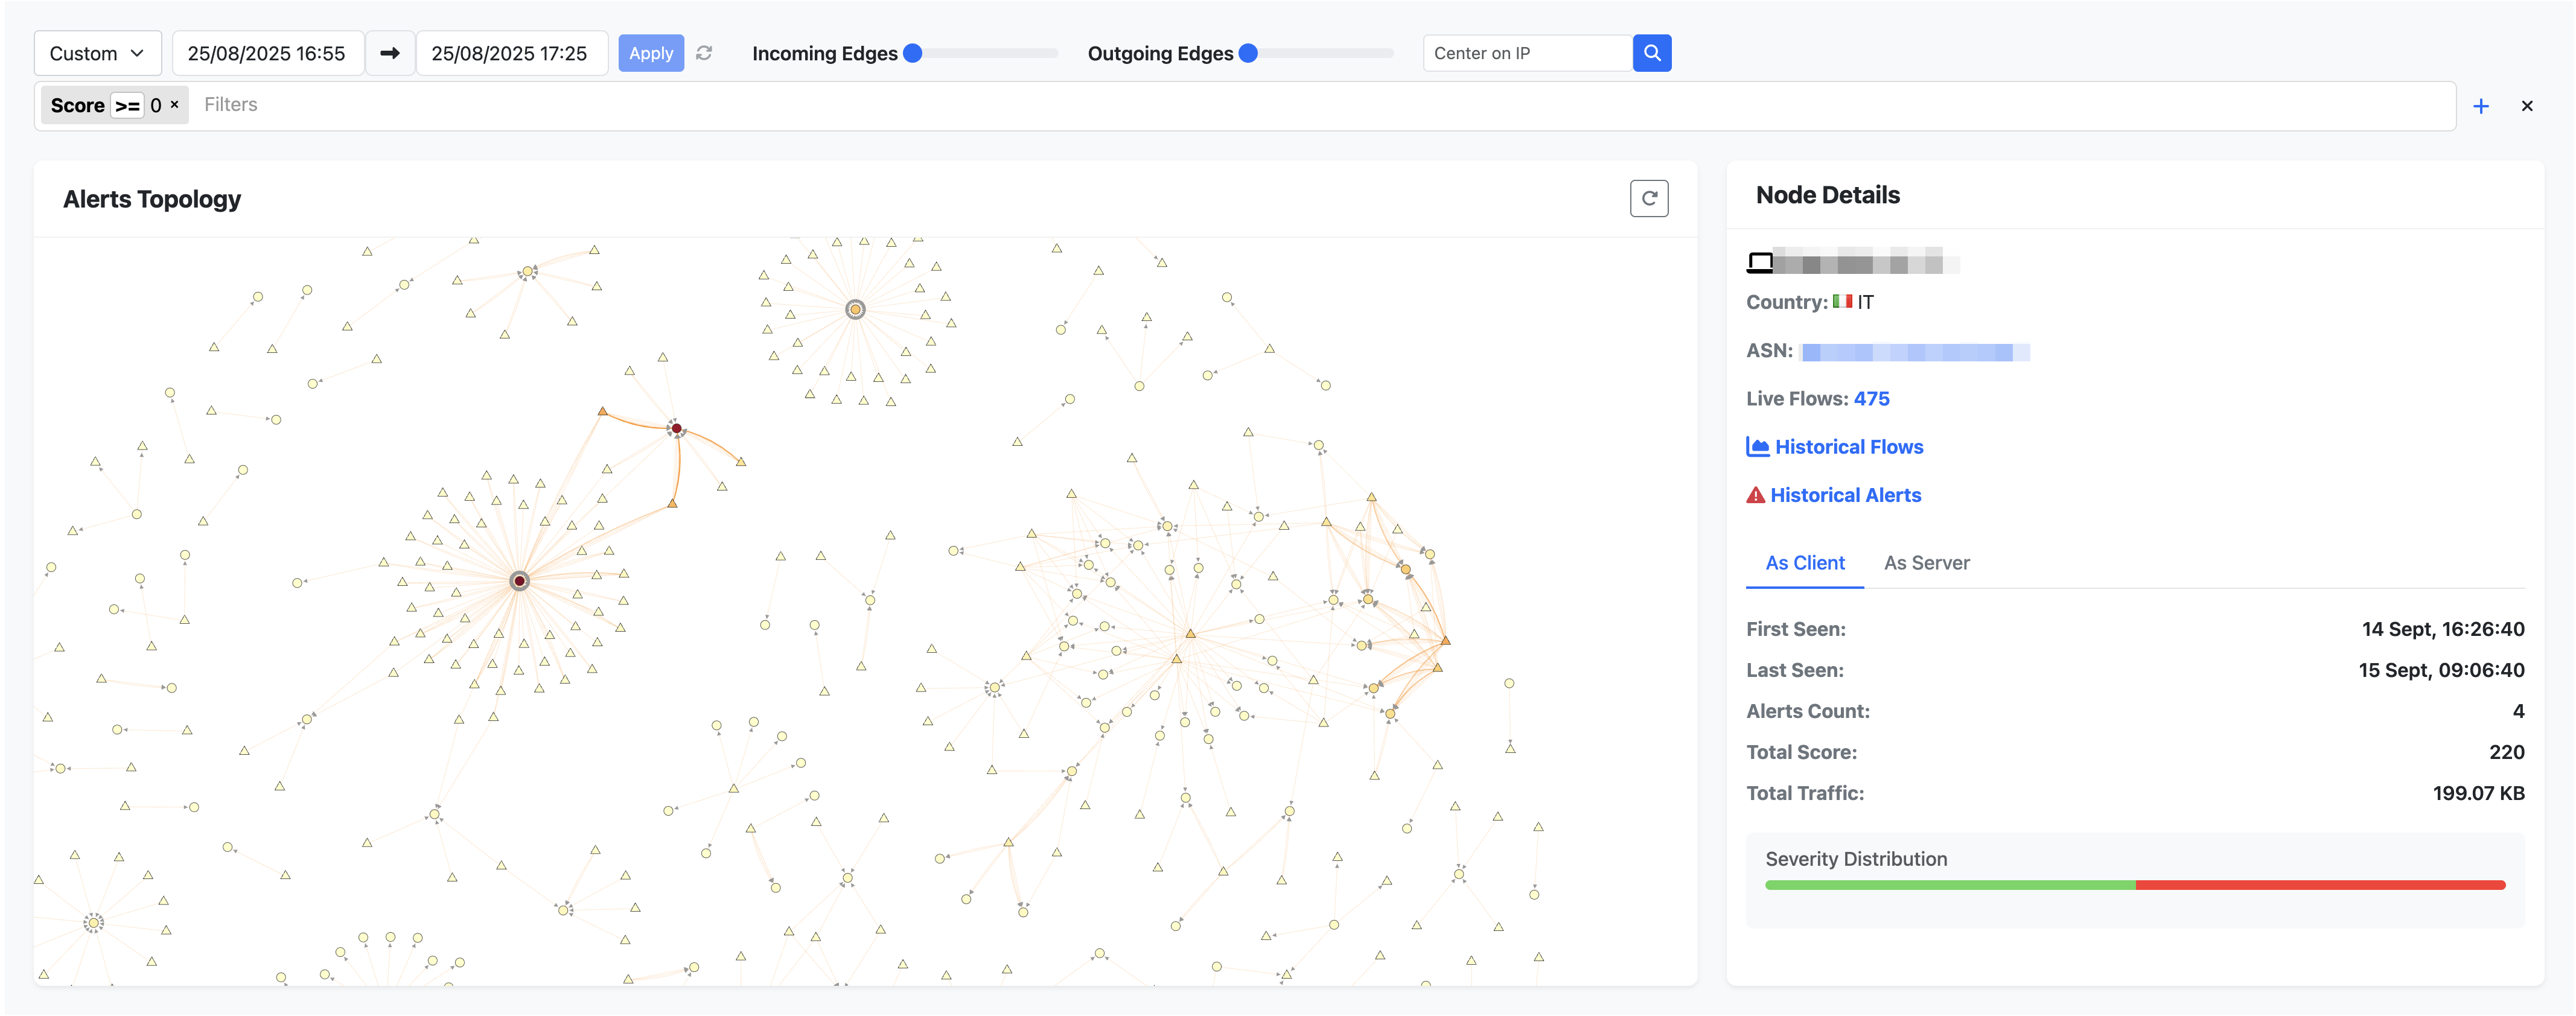 Custom 25/08/2025 16:55 25/08/2025 17:25 Apply Incoming Edges Outgoing Edges Center on IP
Score >= 0 × Filters + ×
Alerts Topology
Node Details
Country: IT
ASN:
Live Flows: 475
Historical Flows
Historical Alerts
As Client As Server
First Seen: 14 Sept, 16:26:40
Last Seen: 15 Sept, 09:06:40
Alerts Count: 4
Total Score: 220
Total Traffic: 199.07 KB
Severity Distribution